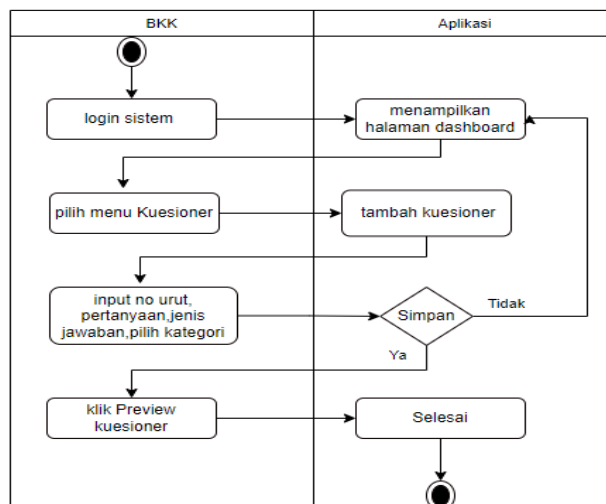 BKK
Aplikasi
login sistem
menampilkan
halaman dashboard
pilih menu Kuesioner
tambah kuesioner
input no urut,
pertanyaan,jenis
jawaban,pilih kategori
Simpan
Tidak
Ya
klik Preview
kuesioner
Selesai